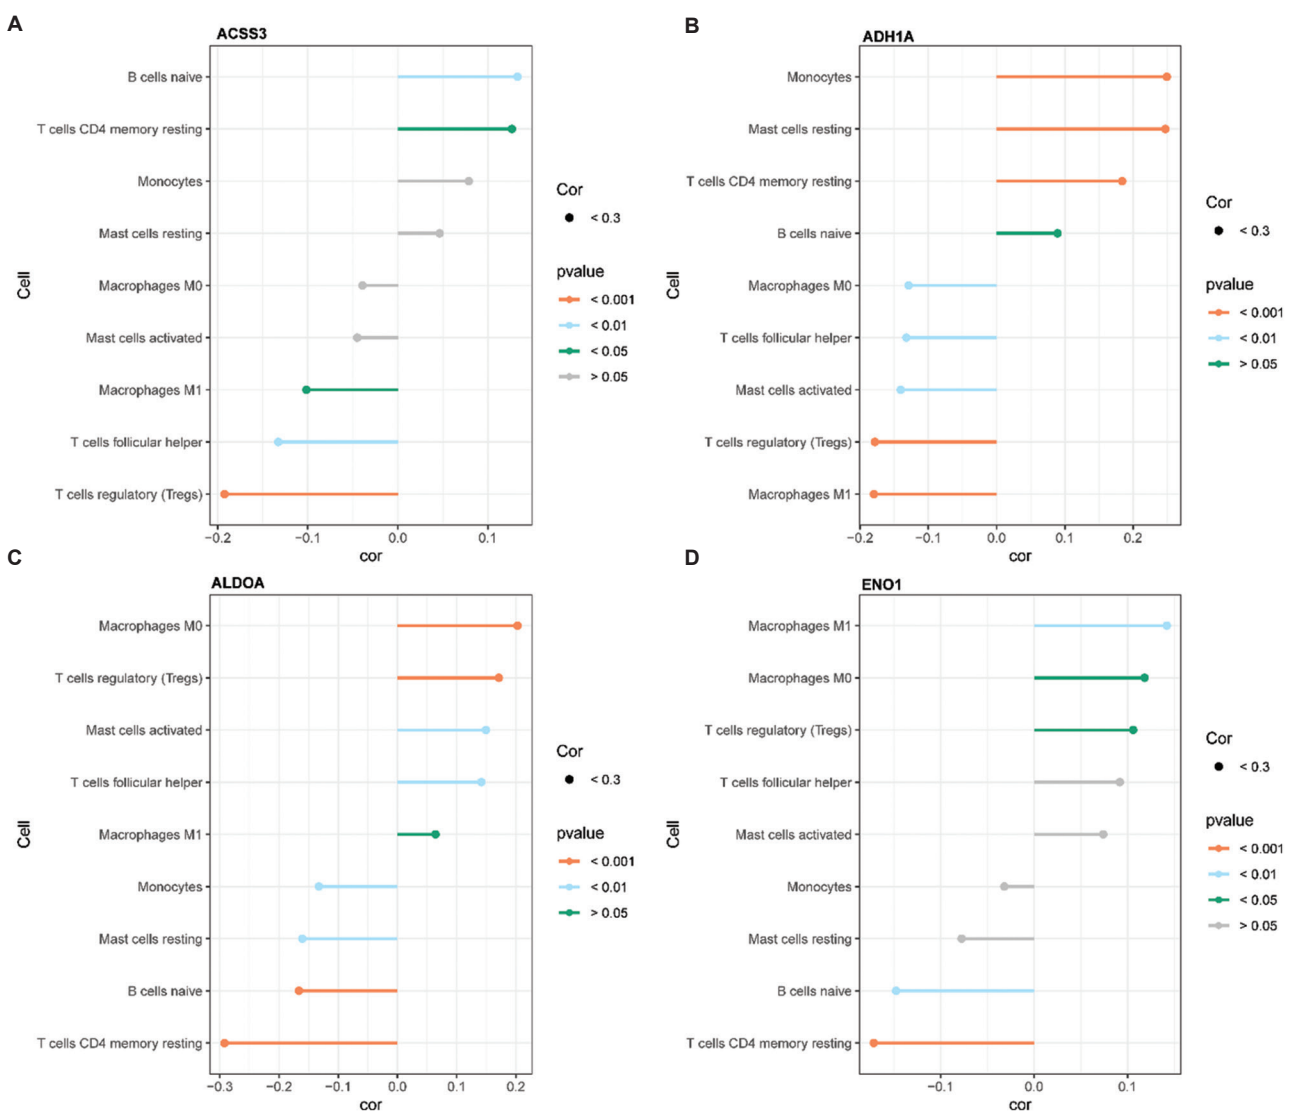 A
ACSS3
B cells naive
T cells CD4 memory resting
Monocytes
Mast cells resting
Macrophages M0
Mast cells activated
Macrophages M1
T cells follicular helper
T cells regulatory (Tregs)
Cell
−0.2 −0.1 0.0 0.1
cor
Cor
< 0.3
pvalue
< 0.001
< 0.01
< 0.05
> 0.05
B
ADH1A
Monocytes
Mast cells resting
T cells CD4 memory resting
B cells naive
Macrophages M0
T cells follicular helper
Mast cells activated
T cells regulatory (Tregs)
Macrophages M1
Cell
−0.2 −0.1 0.0 0.1 0.2
cor
Cor
< 0.3
pvalue
< 0.001
< 0.01
> 0.05
C
ALDOA
Macrophages M0
T cells regulatory (Tregs)
Mast cells activated
T cells follicular helper
Macrophages M1
Monocytes
Mast cells resting
B cells naive
T cells CD4 memory resting
Cell
−0.3 −0.2 −0.1 0.0 0.1 0.2
cor
Cor
< 0.3
pvalue
< 0.001
< 0.01
> 0.05
D
ENO1
Macrophages M1
Macrophages M0
T cells regulatory (Tregs)
T cells follicular helper
Mast cells activated
Monocytes
Mast cells resting
B cells naive
T cells CD4 memory resting
Cell
−0.1 0.0 0.1
cor
Cor
< 0.3
pvalue
< 0.001
< 0.01
< 0.05
> 0.05